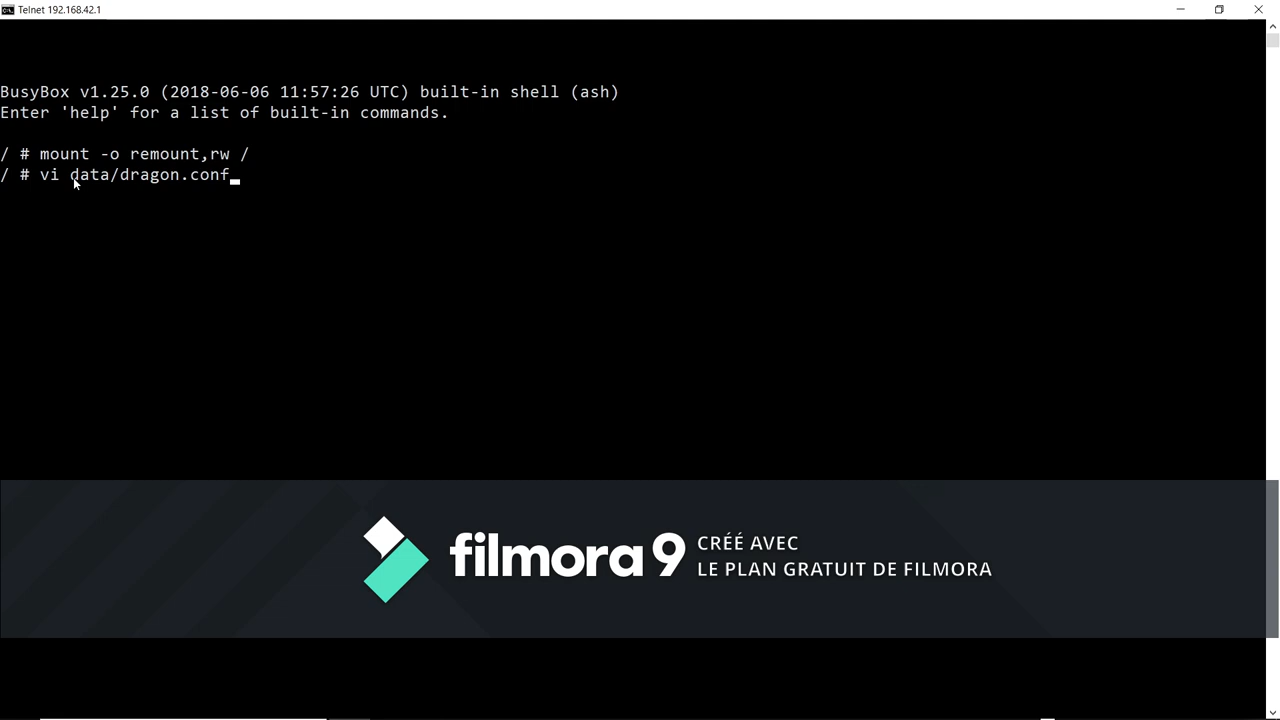 Telnet 192.168.42.1
BusyBox v1.25.0 (2018-06-06 11:57:26 UTC) built-in shell (ash)
Enter 'help' for a list of built-in commands.
/ # mount -o remount,rw /
/ # vi data/dragon.conf
filmora 9
CRÉÉ AVEC
LE PLAN GRATUIT DE FILMORA